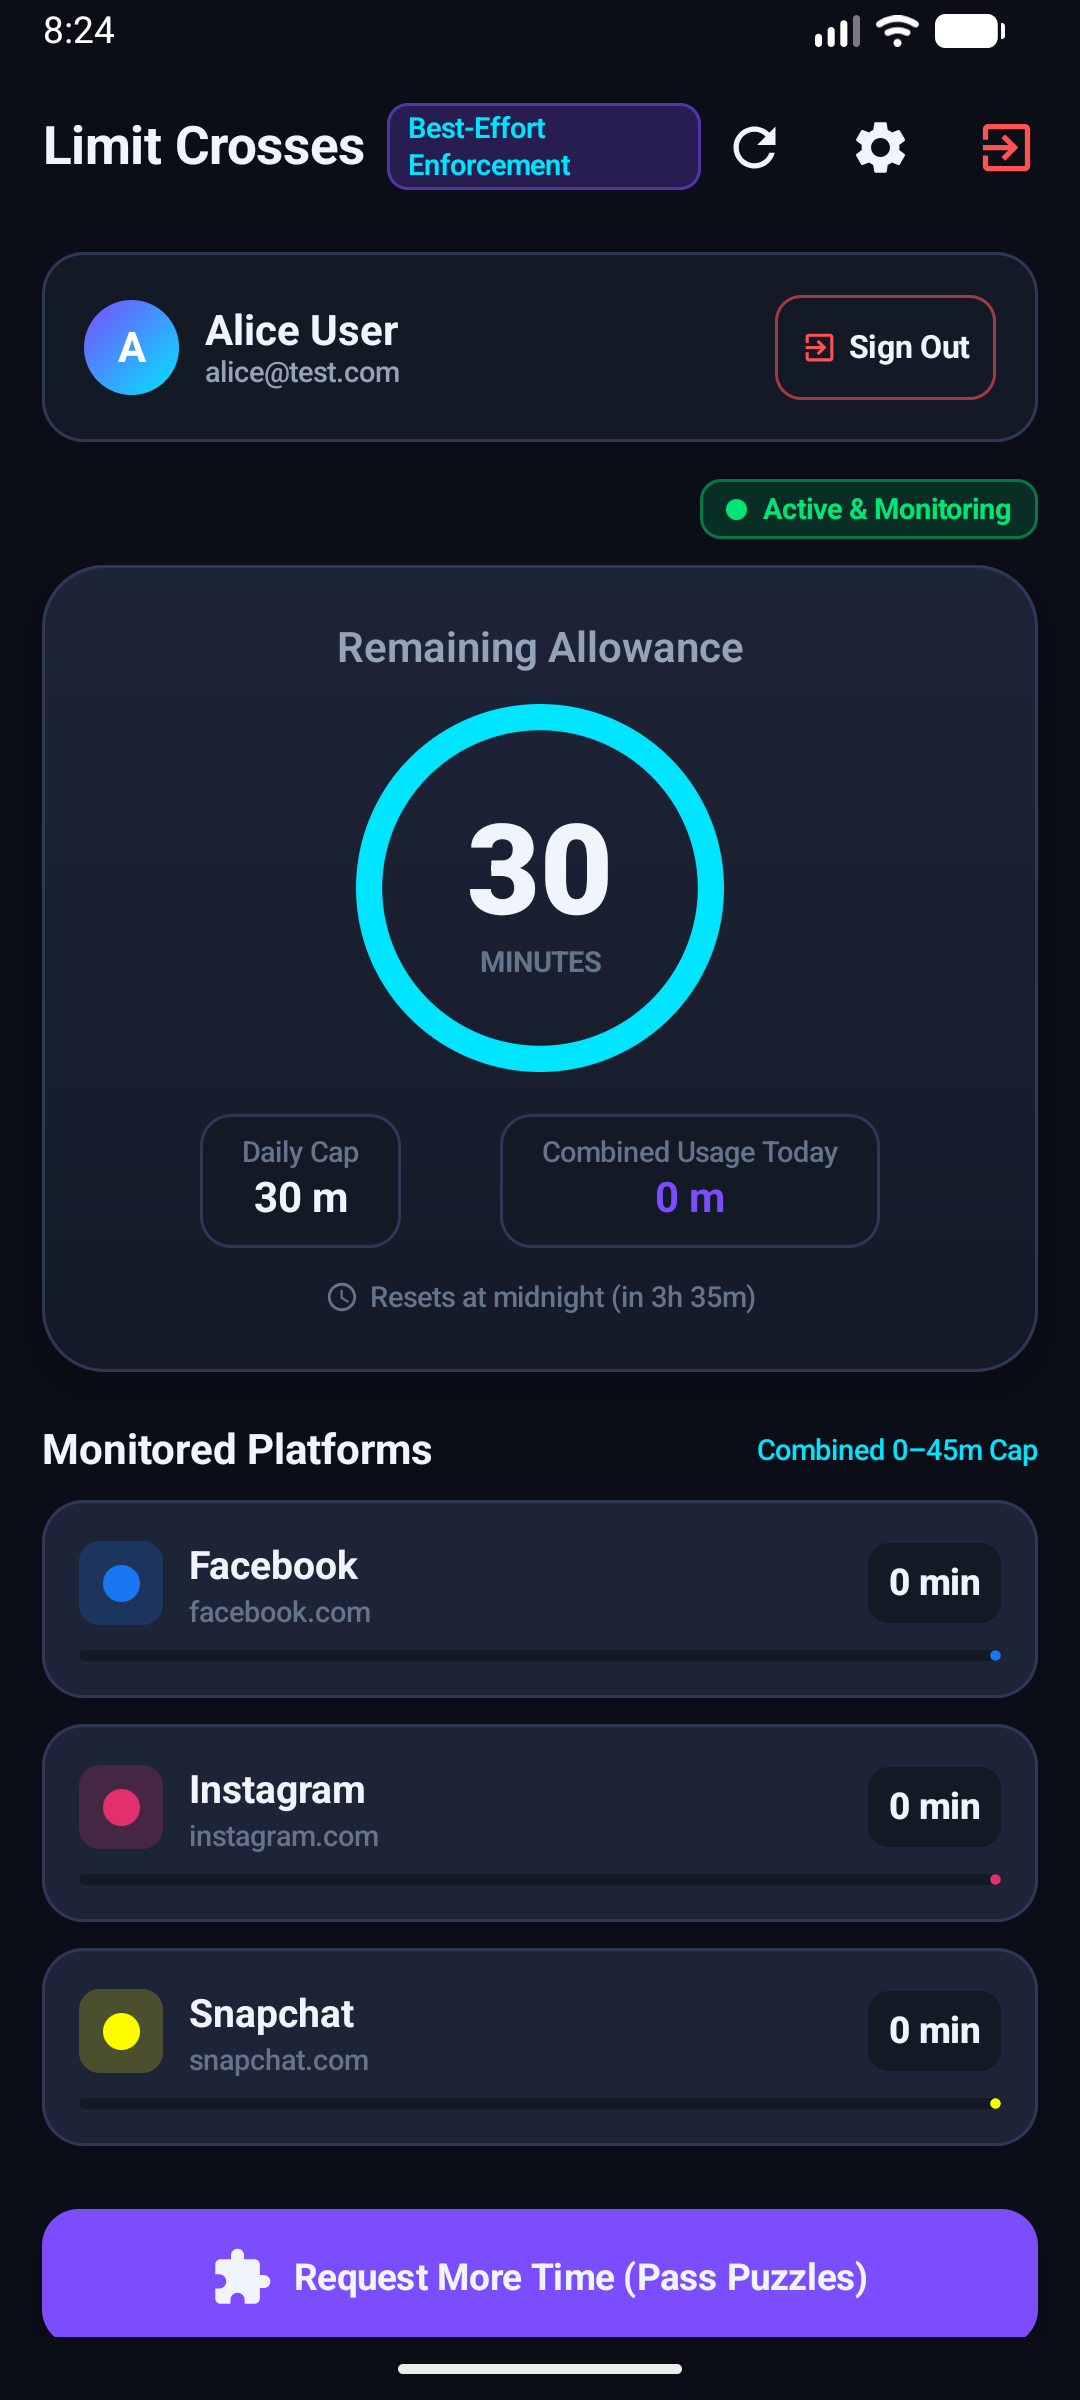 8:24
Limit Crosses
Best-Effort
Enforcement
A
Alice User
alice@test.com
Sign Out
Active & Monitoring
Remaining Allowance
30
MINUTES
Daily Cap
30 m
Combined Usage Today
0 m
Resets at midnight (in 3h 35m)
Monitored Platforms
Combined 0–45m Cap
Facebook
facebook.com
0 min
Instagram
instagram.com
0 min
Snapchat
snapchat.com
0 min
Request More Time (Pass Puzzles)